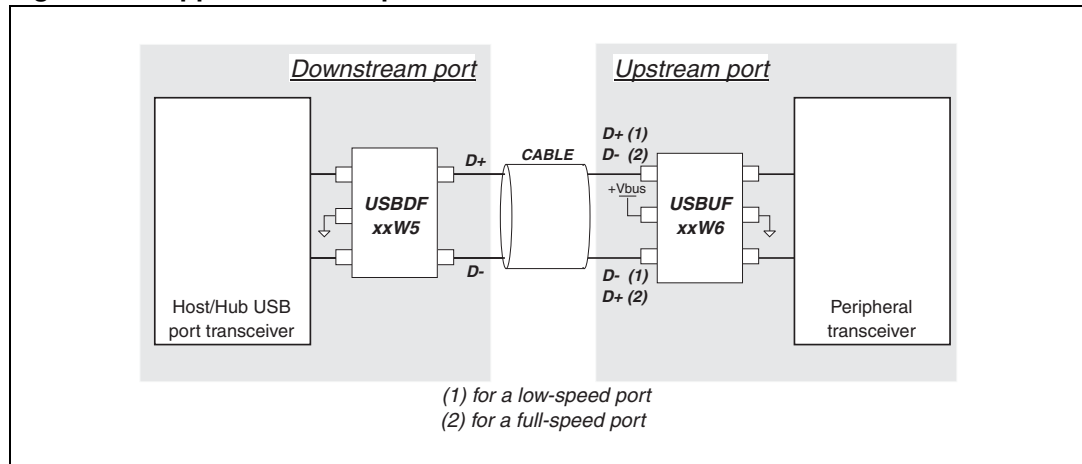 Downstream port
Upstream port
D+ (1)
D- (2)
D+
CABLE
+Vbus
USBDF
xxW5
USBUF
xxW6
D-
D- (1)
D+ (2)
Host/Hub USB
port transceiver
Peripheral
transceiver
(1) for a low-speed port
(2) for a full-speed port